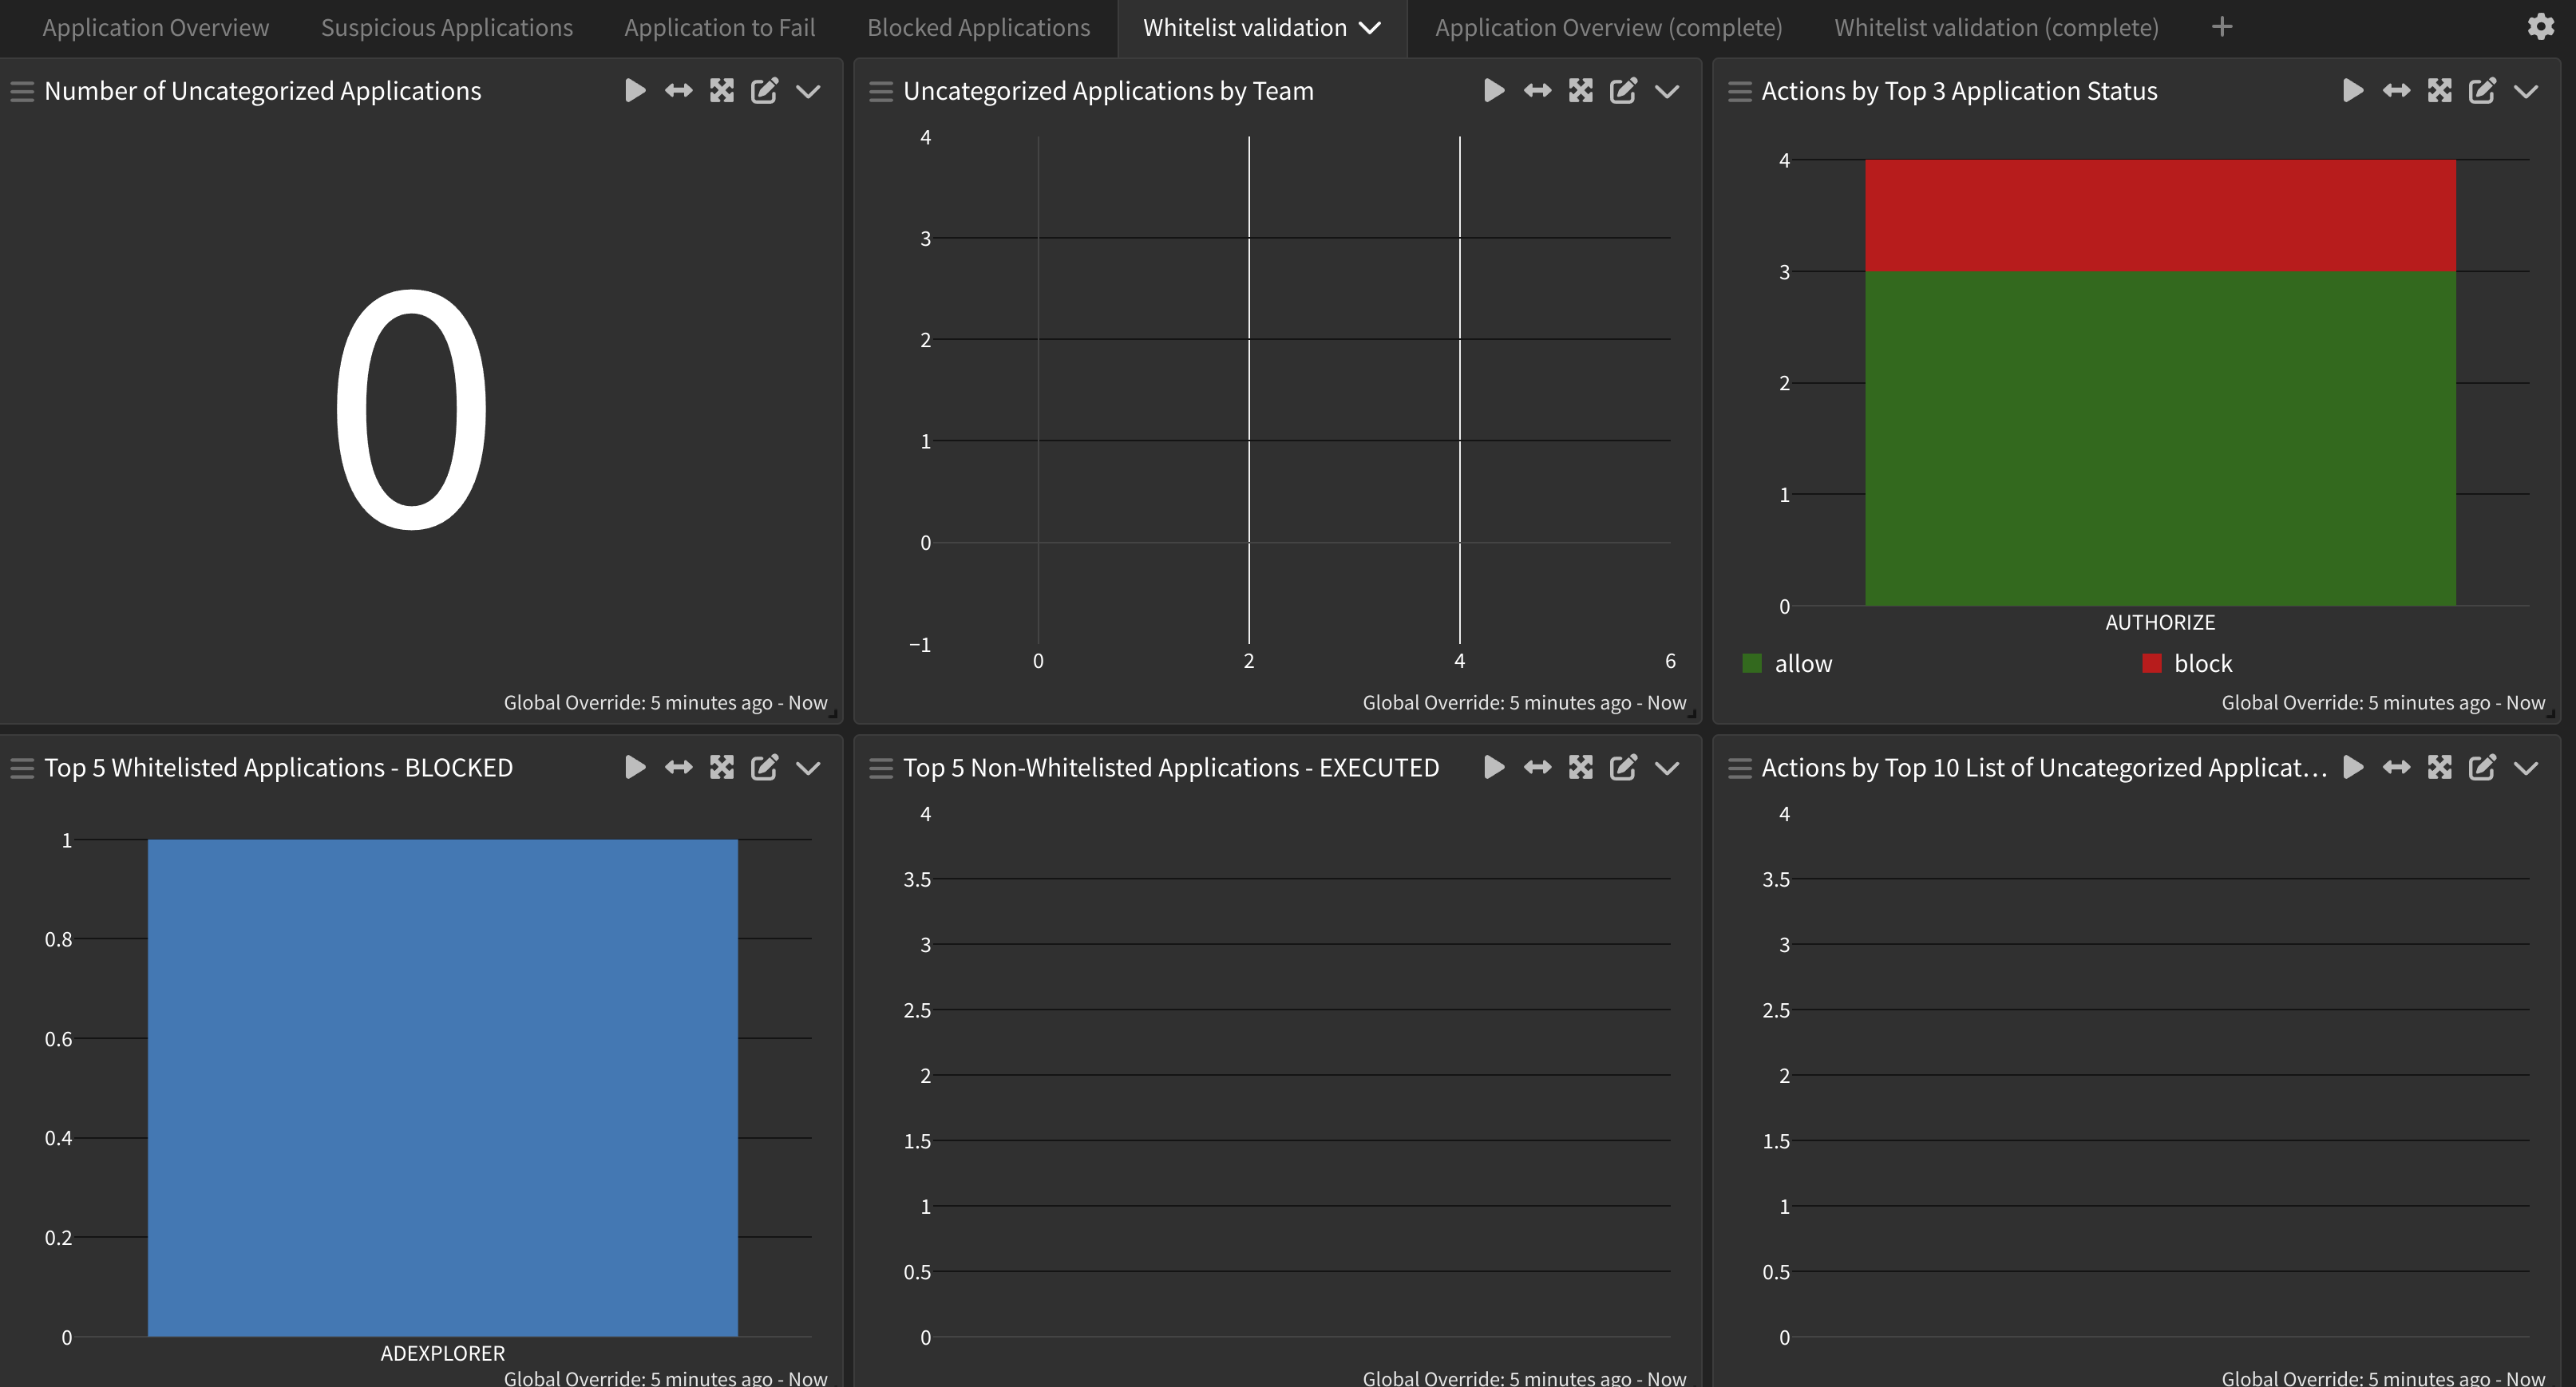 Application Overview Suspicious Applications Application to Fail Blocked Applications Whitelist validation Application Overview (complete) Whitelist validation (complete) +
Number of Uncategorized Applications
0
Global Override: 5 minutes ago - Now
Uncategorized Applications by Team
4
3
2
1
0
−1
0 2 4 6
Global Override: 5 minutes ago - Now
Actions by Top 3 Application Status
4
3
2
1
0
AUTHORIZE
allow block
Global Override: 5 minutes ago - Now
Top 5 Whitelisted Applications - BLOCKED
1
0.8
0.6
0.4
0.2
0
ADEXPLORER
Global Override: 5 minutes ago - Now
Top 5 Non-Whitelisted Applications - EXECUTED
4
3.5
3
2.5
2
1.5
1
0.5
0
Global Override: 5 minutes ago - Now
Actions by Top 10 List of Uncategorized Applicat...
4
3.5
3
2.5
2
1.5
1
0.5
0
Global Override: 5 minutes ago - Now